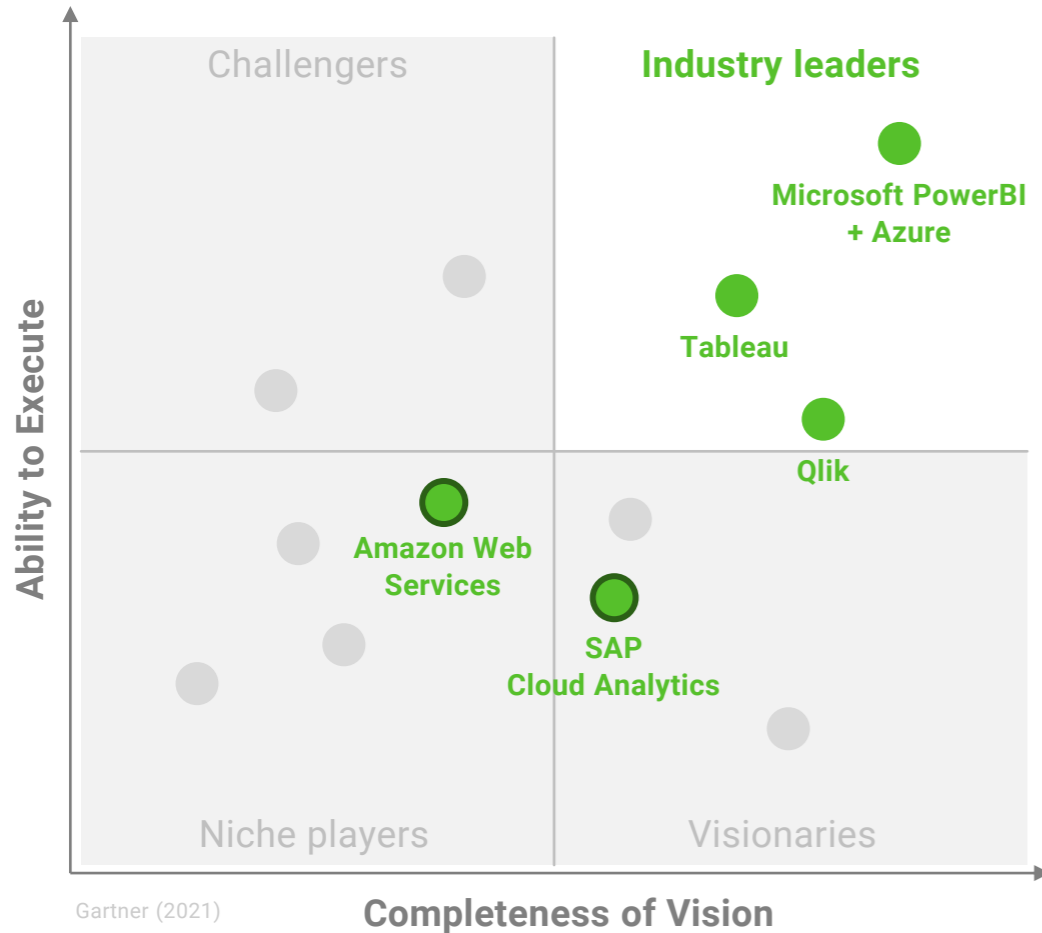 Challengers
Industry leaders
Microsoft PowerBI
+ Azure
Tableau
Qlik
Amazon Web
Services
SAP
Cloud Analytics
Niche players
Visionaries
Ability to Execute
Gartner (2021)
Completeness of Vision